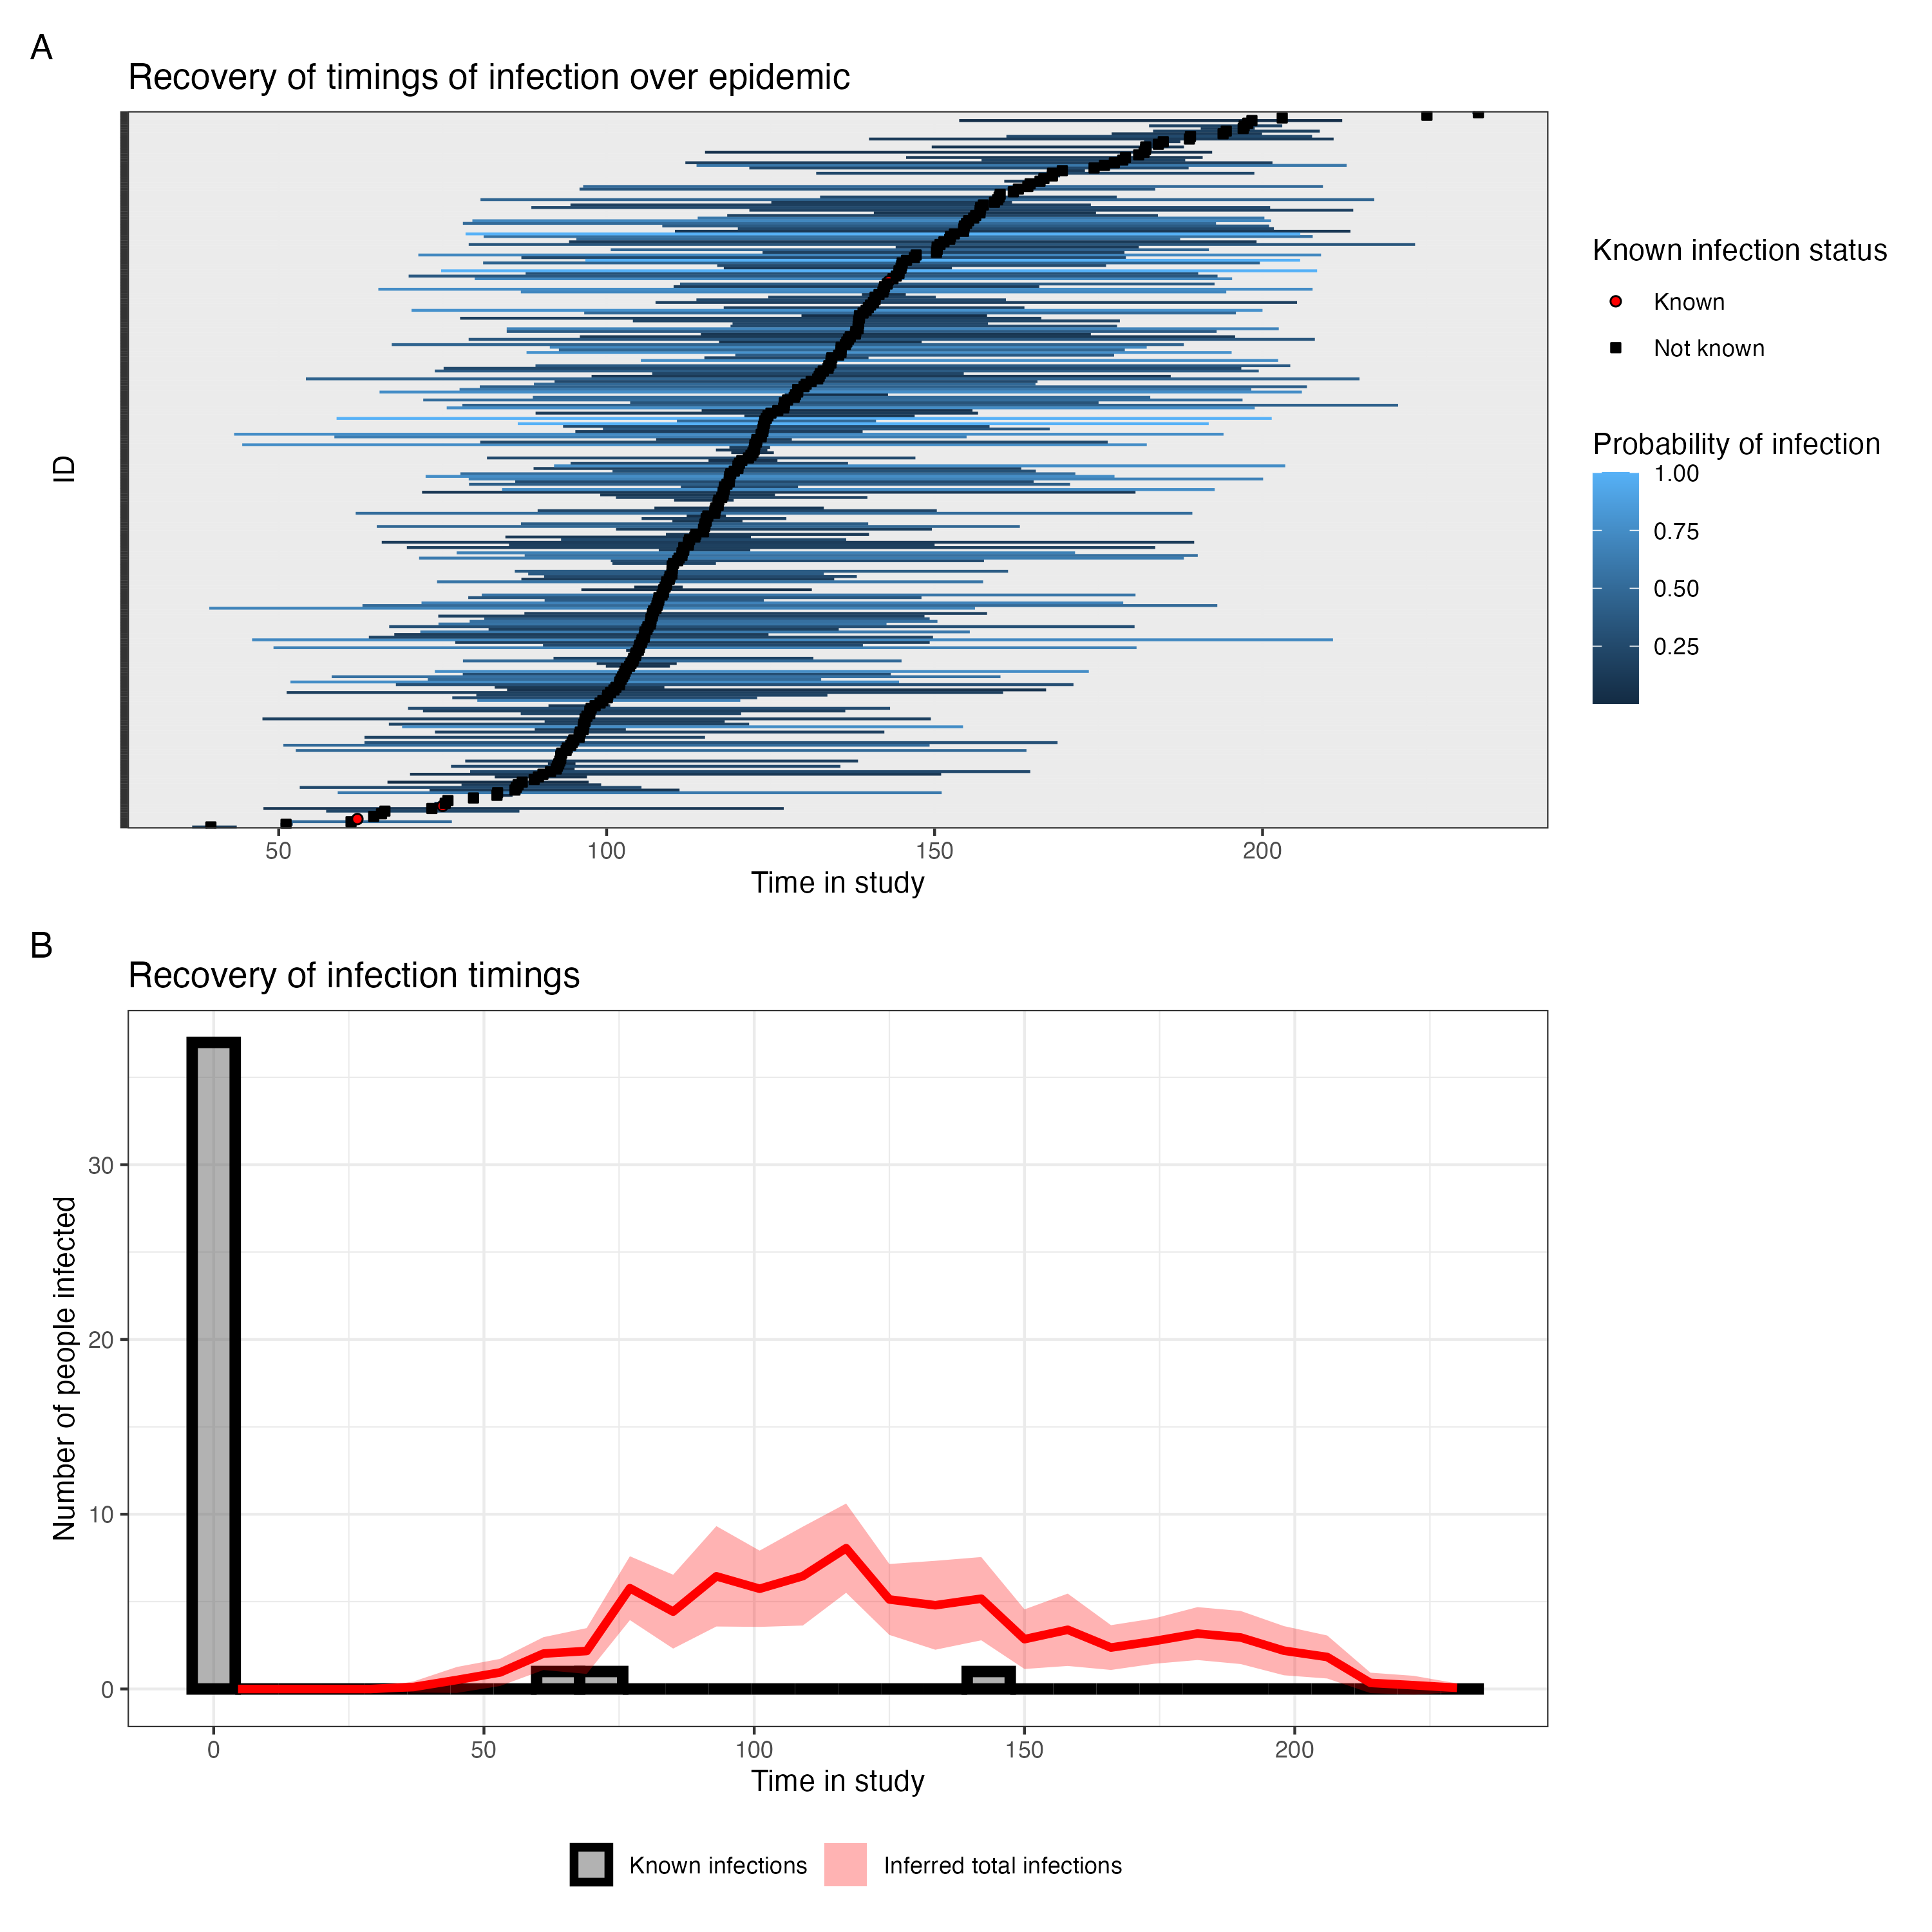 A
Recovery of timings of infection over epidemic
ID
50 100 150 200
Time in study
Known infection status
Known
Not known
Probability of infection
1.00
0.75
0.50
0.25
B
Recovery of infection timings
Number of people infected
30
20
10
0
0 50 100 150 200
Time in study
Known infections Inferred total infections